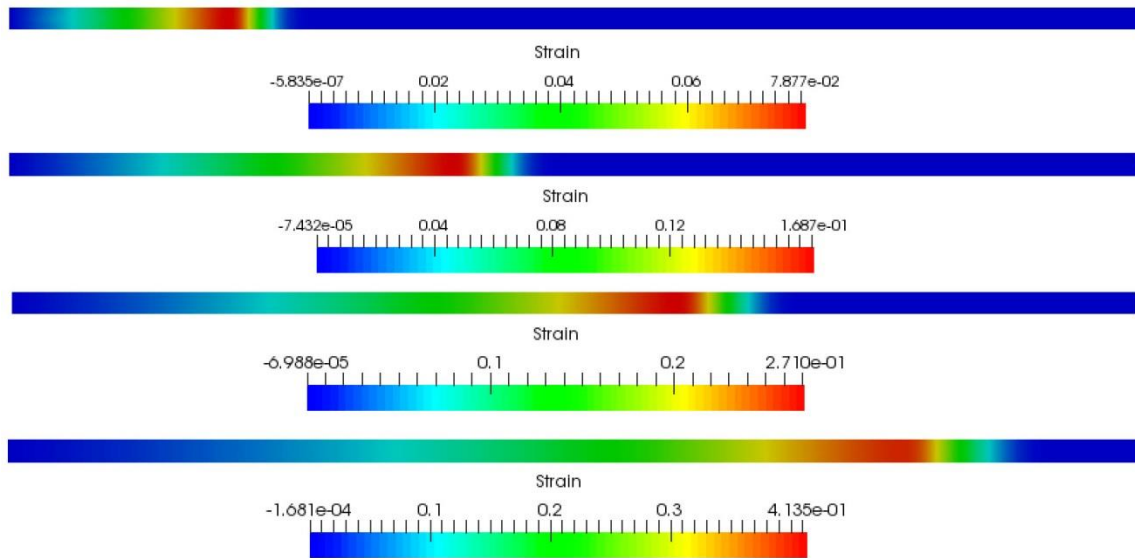 Strain
-5.835e-07 0.02 0.04 0.06 7.877e-02
Strain
-7.432e-05 0.04 0.08 0.12 1.687e-01
Strain
-6.988e-05 0.1 0.2 2.710e-01
Strain
-1.681e-04 0.1 0.2 0.3 4.135e-01